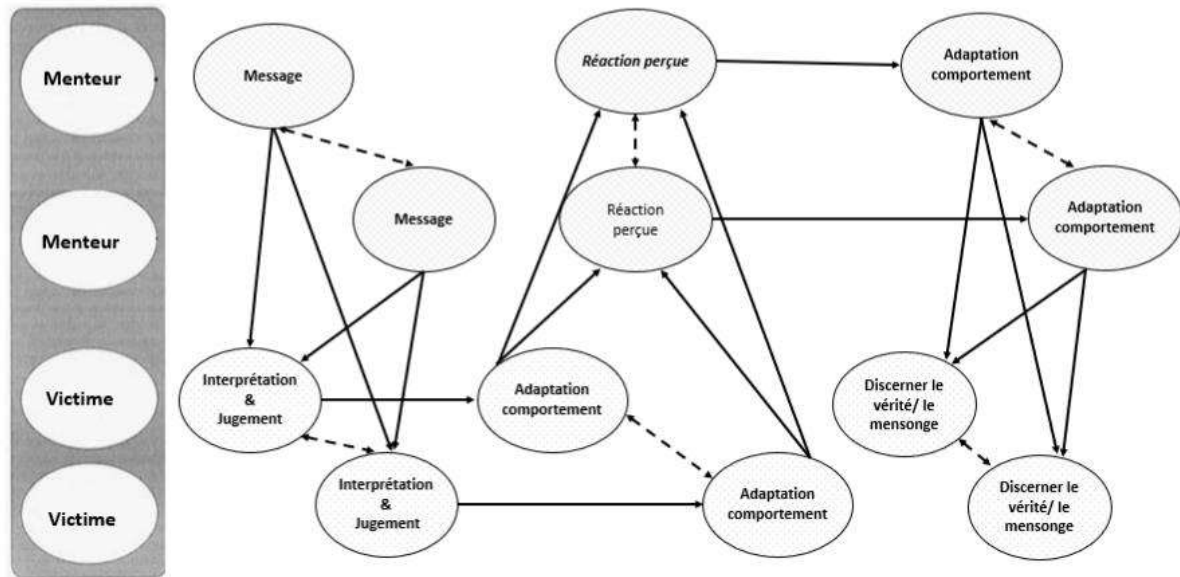 Menteur
Message
Réaction perçue
Adaptation
comportement
Menteur
Message
Réaction
perçue
Adaptation
comportement
Victime
Interprétation
&
Jugement
Adaptation
comportement
Discerner le
vérité/ le
mensonge
Victime
Interprétation
&
Jugement
Adaptation
comportement
Discerner le
vérité/ le
mensonge